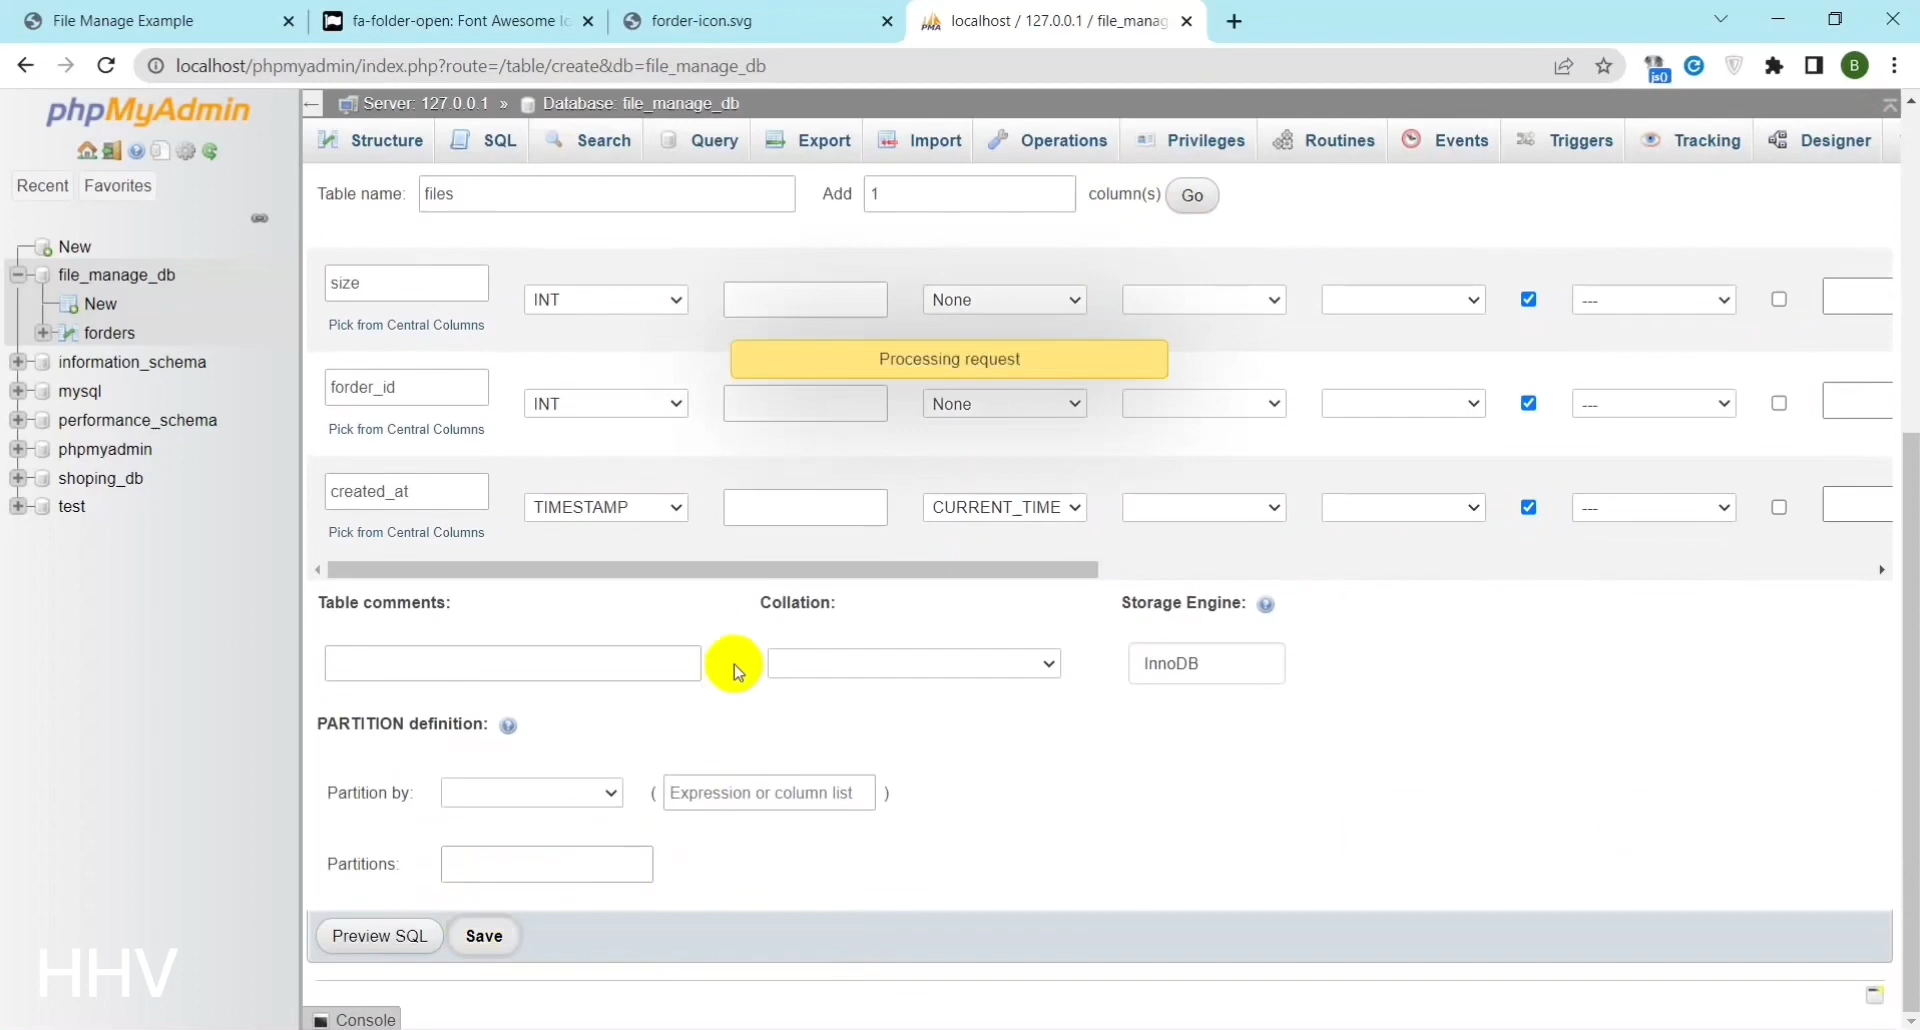 File Manage Example
fa-folder-open: Font Awesome Ic
forder-icon.svg
localhost / 127.0.0.1 / file_manag
localhost/phpmyadmin/index.php?route=/table/create&db=file_manage_db
js()
B
phpMyAdmin
Recent Favorites
New
file_manage_db
New
forders
information_schema
mysql
performance_schema
phpmyadmin
shoping_db
test
Server: 127.0.0.1 » Database: file_manage_db
Structure SQL Search Query Export Import Operations Privileges Routines Events Triggers Tracking Designer
Table name: files Add 1 column(s) Go
size INT None ---
Pick from Central Columns
Processing request
forder_id INT None ---
Pick from Central Columns
created_at TIMESTAMP CURRENT_TIME ---
Pick from Central Columns
Table comments: Collation: Storage Engine:
InnoDB
PARTITION definition:
Partition by: ( Expression or column list )
Partitions:
Preview SQL Save
HHV
Console